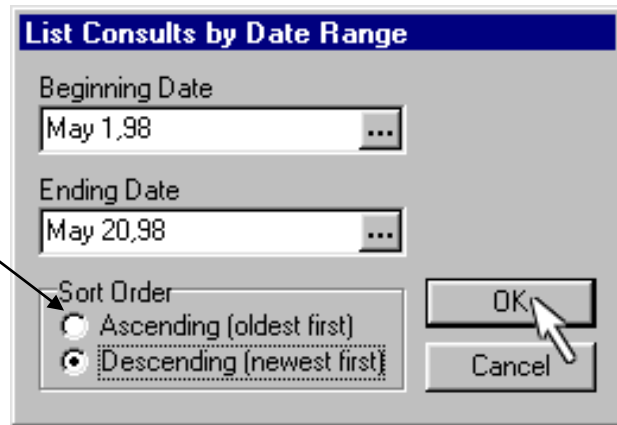 List Consults by Date Range
Beginning Date
May 1,98
...
Ending Date
May 20,98
...
Sort Order
Ascending (oldest first)
Descending (newest first)
OK
Cancel